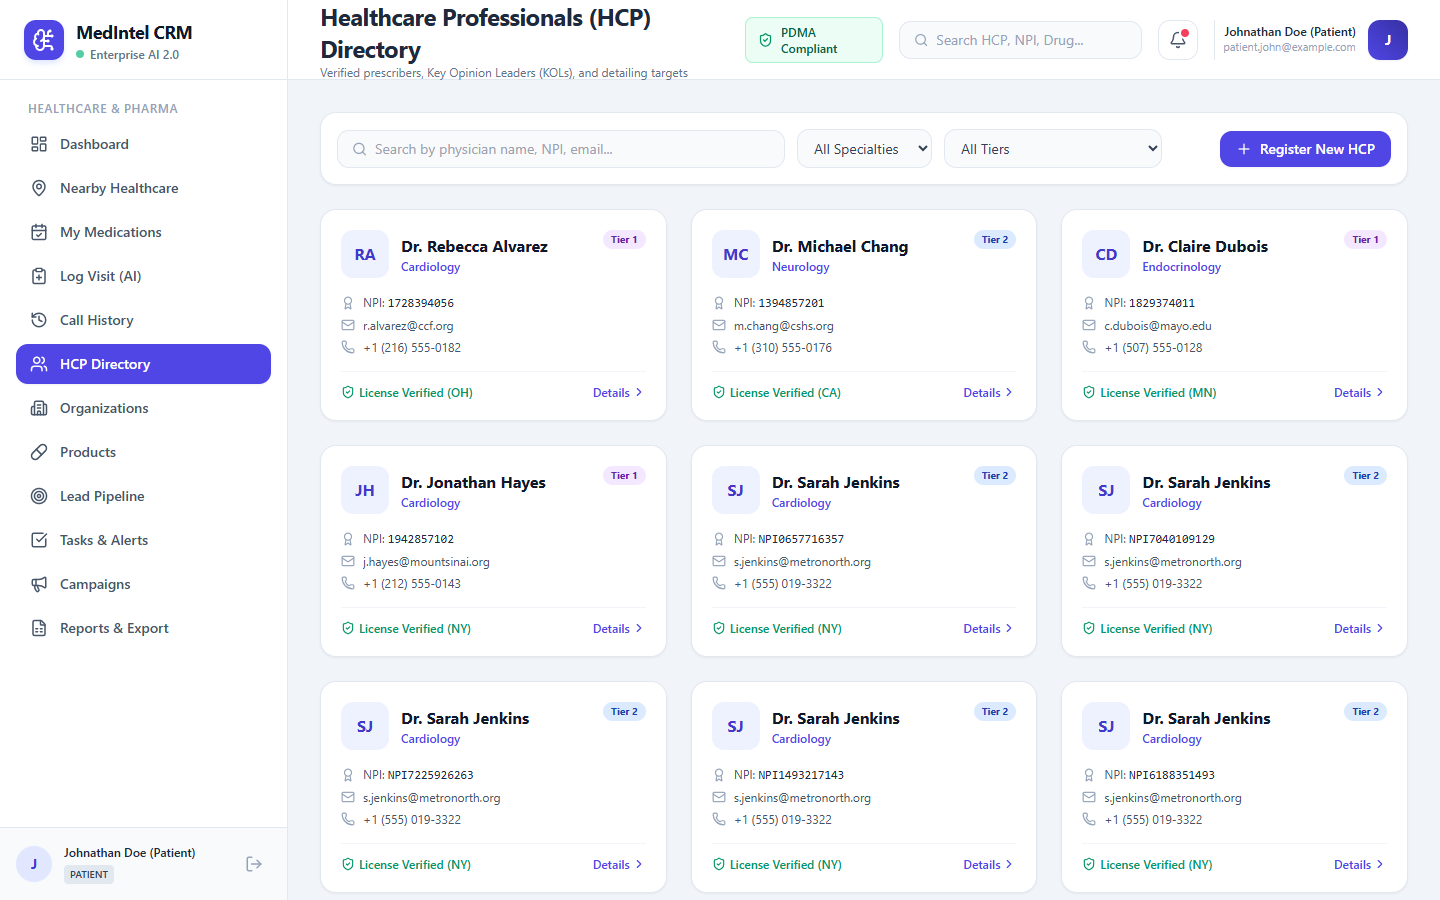 MedIntel CRM
Enterprise AI 2.0
HEALTHCARE & PHARMA
Dashboard
Nearby Healthcare
My Medications
Log Visit (AI)
Call History
HCP Directory
Organizations
Products
Lead Pipeline
Tasks & Alerts
Campaigns
Reports & Export
J
Johnathan Doe (Patient)
PATIENT
Healthcare Professionals (HCP)
Directory
Verified prescribers, Key Opinion Leaders (KOLs), and detailing targets
PDMA
Compliant
Search HCP, NPI, Drug...
Johnathan Doe (Patient)
patient.john@example.com
J
Search by physician name, NPI, email...
All Specialties
All Tiers
Register New HCP
RA
Dr. Rebecca Alvarez
Tier 1
Cardiology
NPI: 1728394056
r.alvarez@ccf.org
+1 (216) 555-0182
License Verified (OH)
Details
MC
Dr. Michael Chang
Tier 2
Neurology
NPI: 1394857201
m.chang@cshs.org
+1 (310) 555-0176
License Verified (CA)
Details
CD
Dr. Claire Dubois
Tier 1
Endocrinology
NPI: 1829374011
c.dubois@mayo.edu
+1 (507) 555-0128
License Verified (MN)
Details
JH
Dr. Jonathan Hayes
Tier 1
Cardiology
NPI: 1942857102
j.hayes@mountsinai.org
+1 (212) 555-0143
License Verified (NY)
Details
SJ
Dr. Sarah Jenkins
Tier 2
Cardiology
NPI: NPI0657716357
s.jenkins@metronorth.org
+1 (555) 019-3322
License Verified (NY)
Details
SJ
Dr. Sarah Jenkins
Tier 2
Cardiology
NPI: NPI7040109129
s.jenkins@metronorth.org
+1 (555) 019-3322
License Verified (NY)
Details
SJ
Dr. Sarah Jenkins
Tier 2
Cardiology
NPI: NPI7225926263
s.jenkins@metronorth.org
+1 (555) 019-3322
License Verified (NY)
Details
SJ
Dr. Sarah Jenkins
Tier 2
Cardiology
NPI: NPI1493217143
s.jenkins@metronorth.org
+1 (555) 019-3322
License Verified (NY)
Details
SJ
Dr. Sarah Jenkins
Tier 2
Cardiology
NPI: NPI6188351493
s.jenkins@metronorth.org
+1 (555) 019-3322
License Verified (NY)
Details